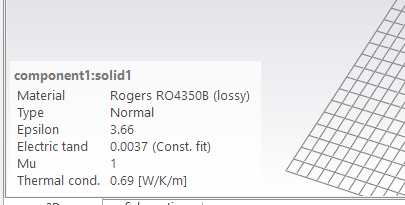 component1:solid1
Material Rogers RO4350B (lossy)
Type Normal
Epsilon 3.66
Electric tand 0.0037 (Const. fit)
Mu 1
Thermal cond. 0.69 [W/K/m]